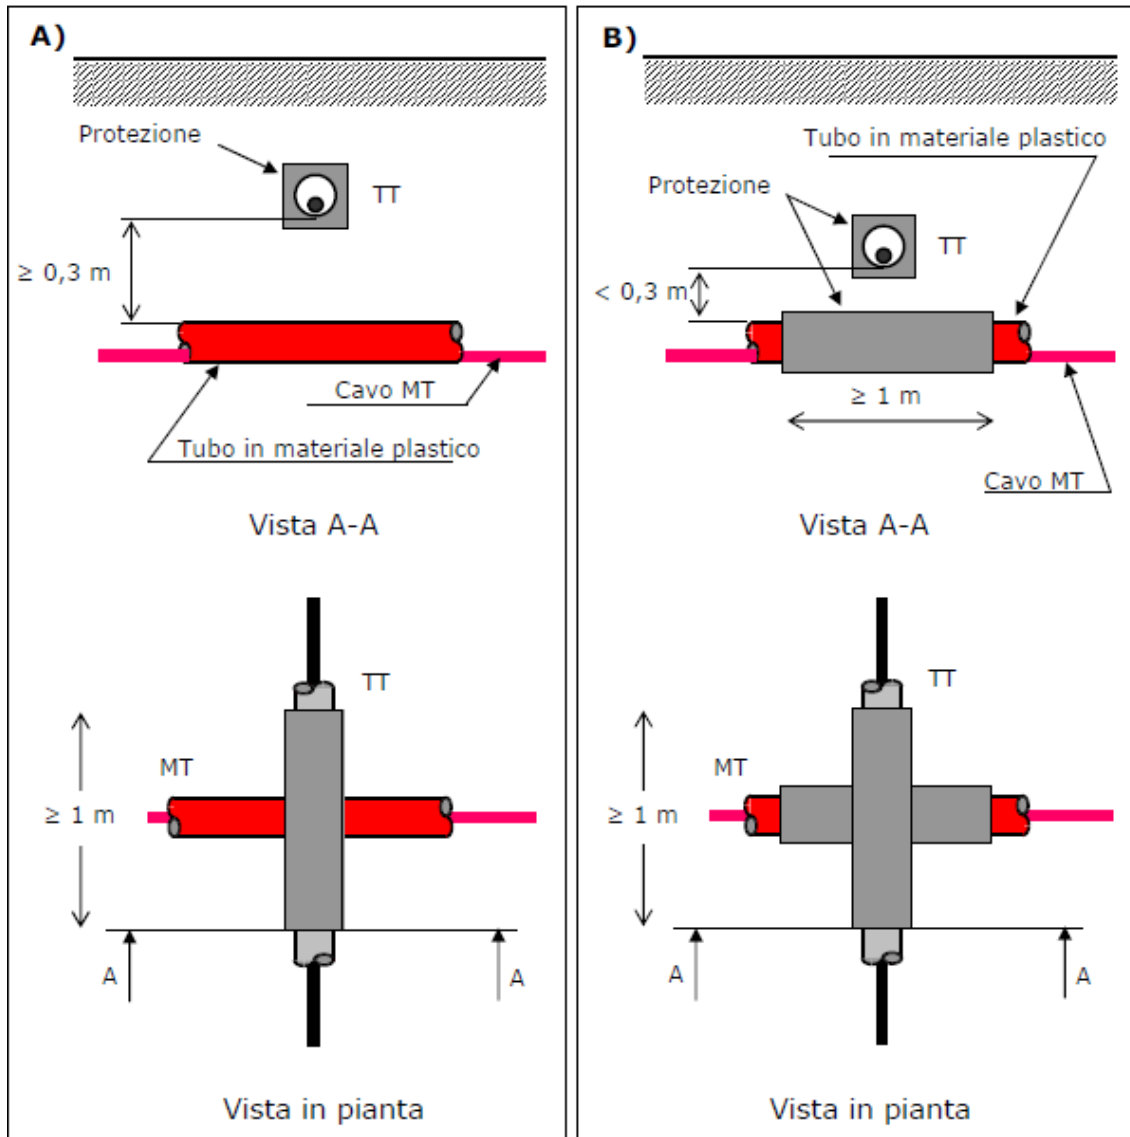 A)
Protezione
TT
≥ 0,3 m
Cavo MT
Tubo in materiale plastico
Vista A-A
TT
MT
≥ 1 m
A
A
Vista in pianta
B)
Tubo in materiale plastico
Protezione
TT
< 0,3 m
≥ 1 m
Cavo MT
Vista A-A
TT
MT
≥ 1 m
A
A
Vista in pianta